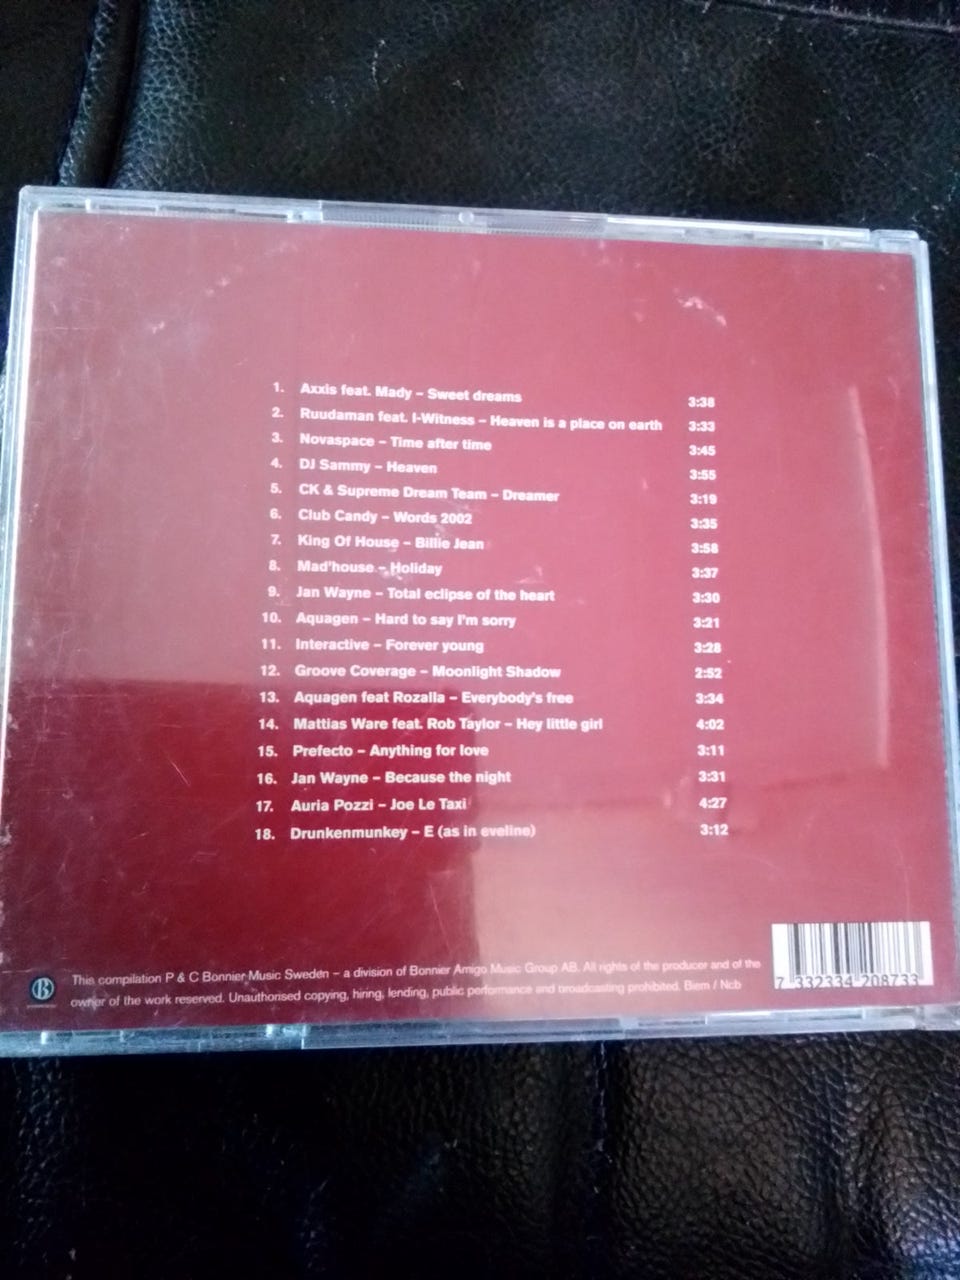 1. Axxis feat. Mady – Sweet dreams 3:38
2. Ruudaman feat. I-Witness – Heaven is a place on earth 3:33
3. Novaspace – Time after time 3:45
4. DJ Sammy – Heaven 3:55
5. CK & Supreme Dream Team – Dreamer 3:19
6. Club Candy – Words 2002 3:35
7. King Of House – Billie Jean 3:58
8. Mad'house – Holiday 3:37
9. Jan Wayne – Total eclipse of the heart 3:30
10. Aquagen – Hard to say I'm sorry 3:21
11. Interactive – Forever young 3:28
12. Groove Coverage – Moonlight Shadow 2:52
13. Aquagen feat Rozalla – Everybody's free 3:34
14. Mattias Ware feat. Rob Taylor – Hey little girl 4:02
15. Prefecto – Anything for love 3:11
16. Jan Wayne – Because the night 3:31
17. Auria Pozzi – Joe Le Taxi 4:27
18. Drunkenmunkey – E (as in eveline) 3:12
B
This compilation P & C Bonnier Music Sweden – a division of Bonnier Amigo Music Group AB. All rights of the producer and of the
owner of the work reserved. Unauthorised copying, hiring, lending, public performance and broadcasting prohibited. Biem / Ncb
7 332334 208733